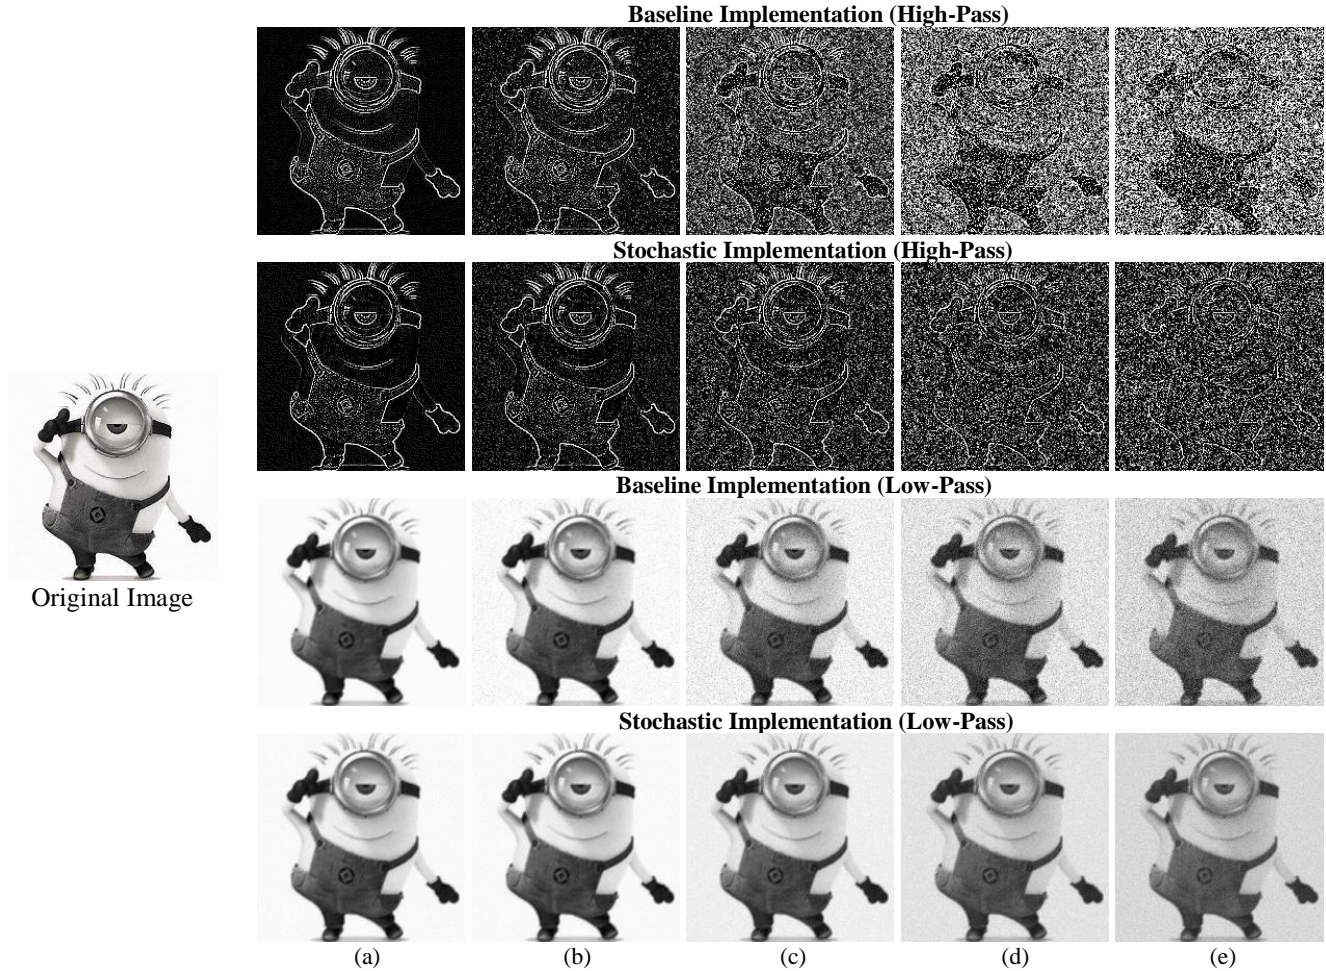 Baseline Implementation (High-Pass)
Stochastic Implementation (High-Pass)
Baseline Implementation (Low-Pass)
Original Image
Stochastic Implementation (Low-Pass)
(a) (b) (c) (d) (e)